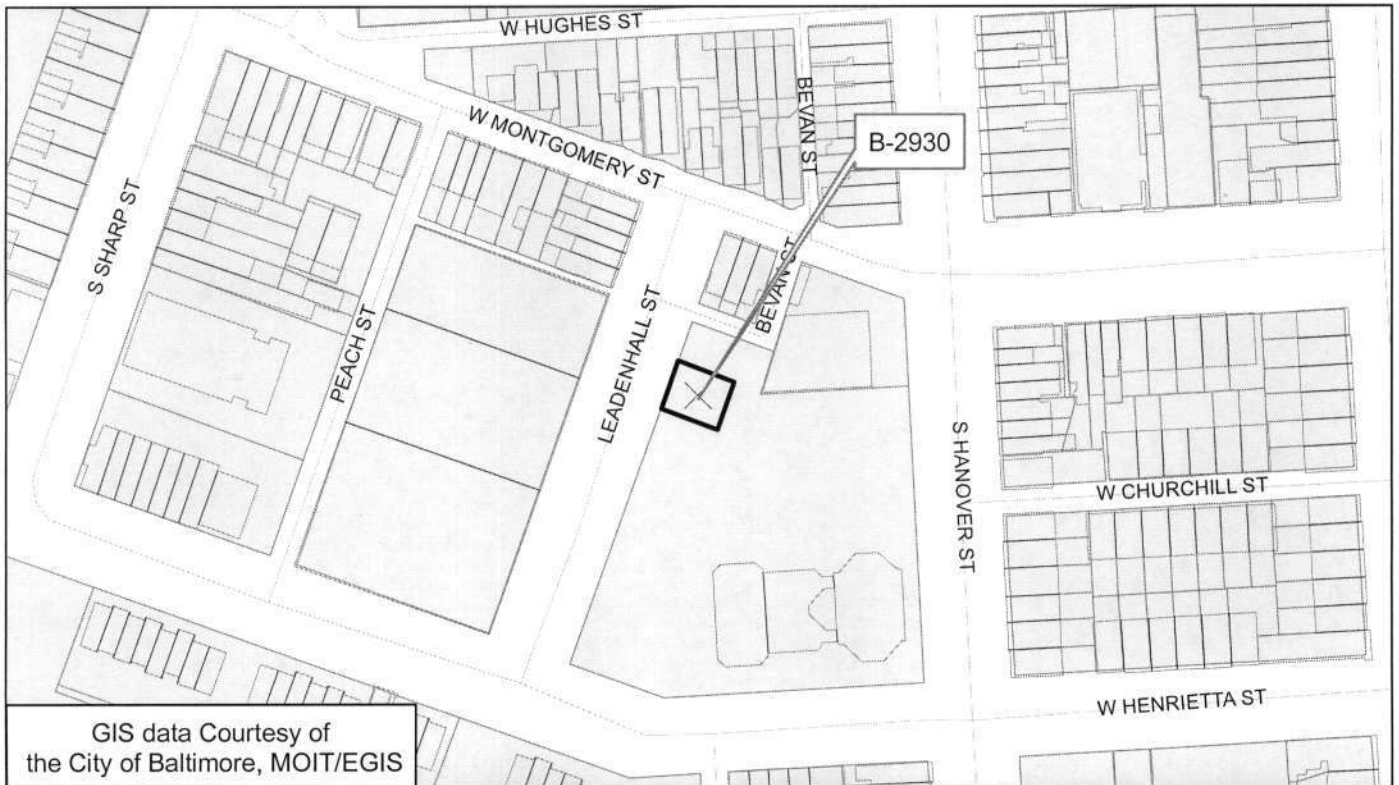 W HUGHES ST
BEVAN ST
W MONTGOMERY ST
B-2930
S SHARP ST
BEVAN ST
LEADENHALL ST
PEACH ST
S HANOVER ST
W CHURCHILL ST
W HENRIETTA ST
GIS data Courtesy of
the City of Baltimore, MOIT/EGIS